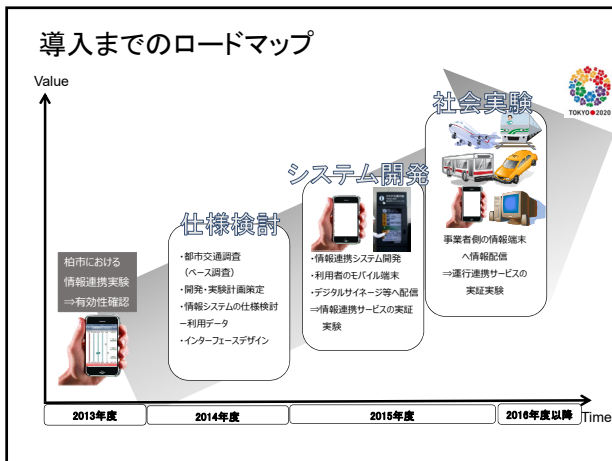 導入までのロードマップ
Value
TOKYO 2020
社会実験
事業者側の情報端末
へ情報配信
⇒運行連携サービスの
実証実験
システム開発
・情報連携システム開発
・利用者のモバイル端末
・デジタルサイネージ等へ配信
⇒情報連携サービスの実証
実験
仕様検討
・都市交通調査
(ベース調査)
・開発・実験計画策定
・情報システムの仕様検討
ー利用データ
・インターフェースデザイン
柏市における
情報連携実験
⇒有効性確認
2013年度
2014年度
2015年度
2016年度以降
Time